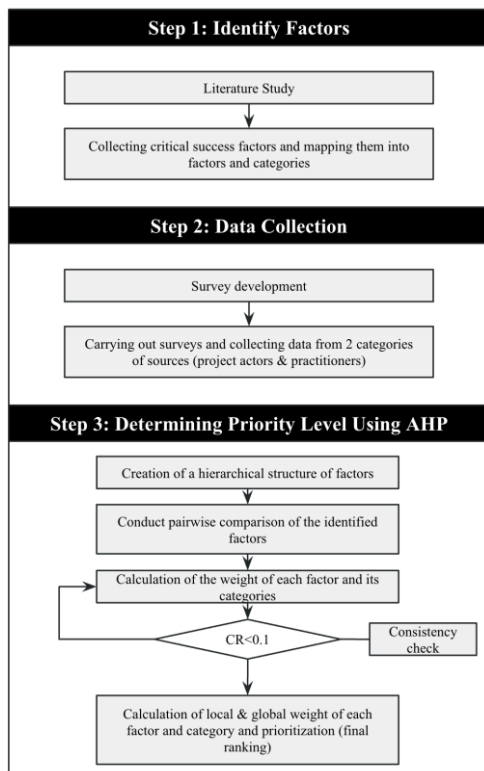 Step 1: Identify Factors
Literature Study
Collecting critical success factors and mapping them into
factors and categories
Step 2: Data Collection
Survey development
Carrying out surveys and collecting data from 2 categories
of sources (project actors & practitioners)
Step 3: Determining Priority Level Using AHP
Creation of a hierarchical structure of factors
Conduct pairwise comparison of the identified
factors
Calculation of the weight of each factor and its
categories
CR<0.1
Consistency
check
Calculation of local & global weight of each
factor and category and prioritization (final
ranking)